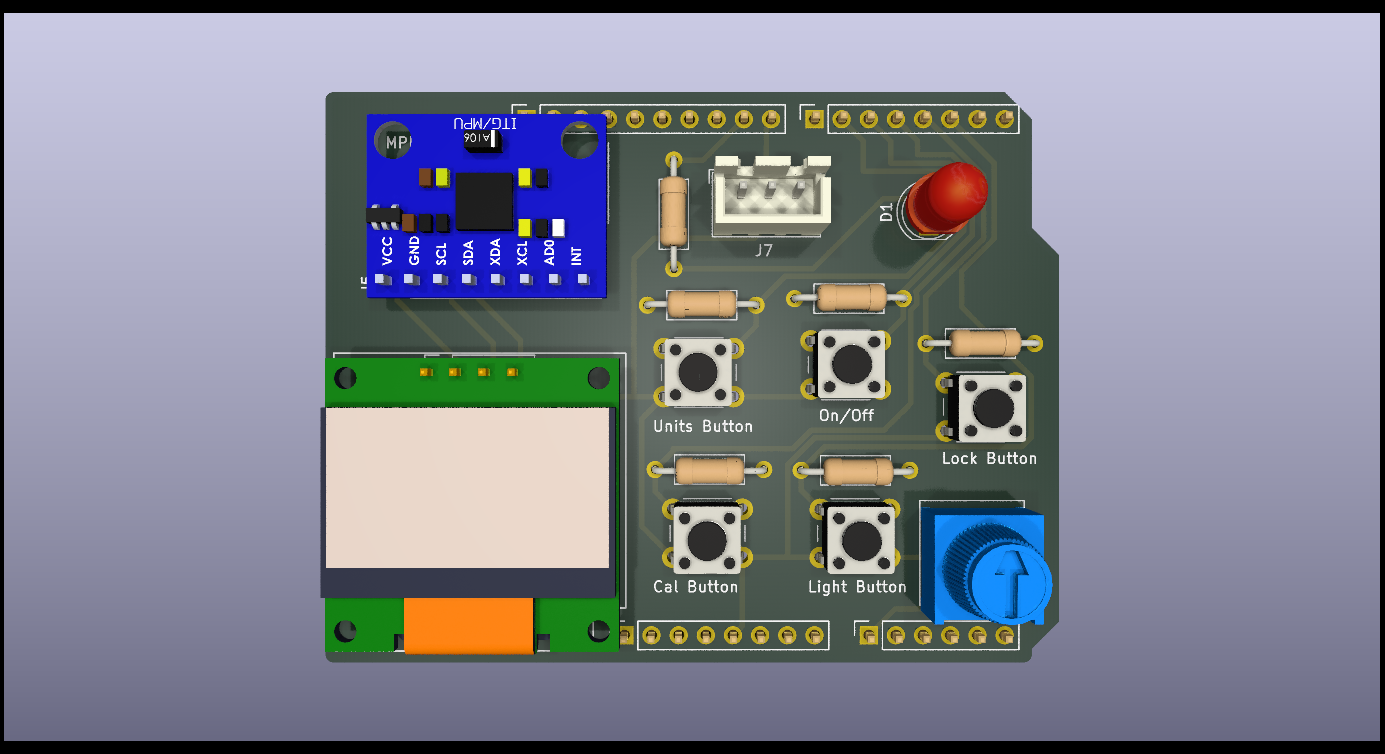 ITG/MPU
A106
MP
VCC
GND
SCL
SDA
XDA
XCL
AD0
INT
D1
J7
Units Button
On/Off
Lock Button
Cal Button
Light Button